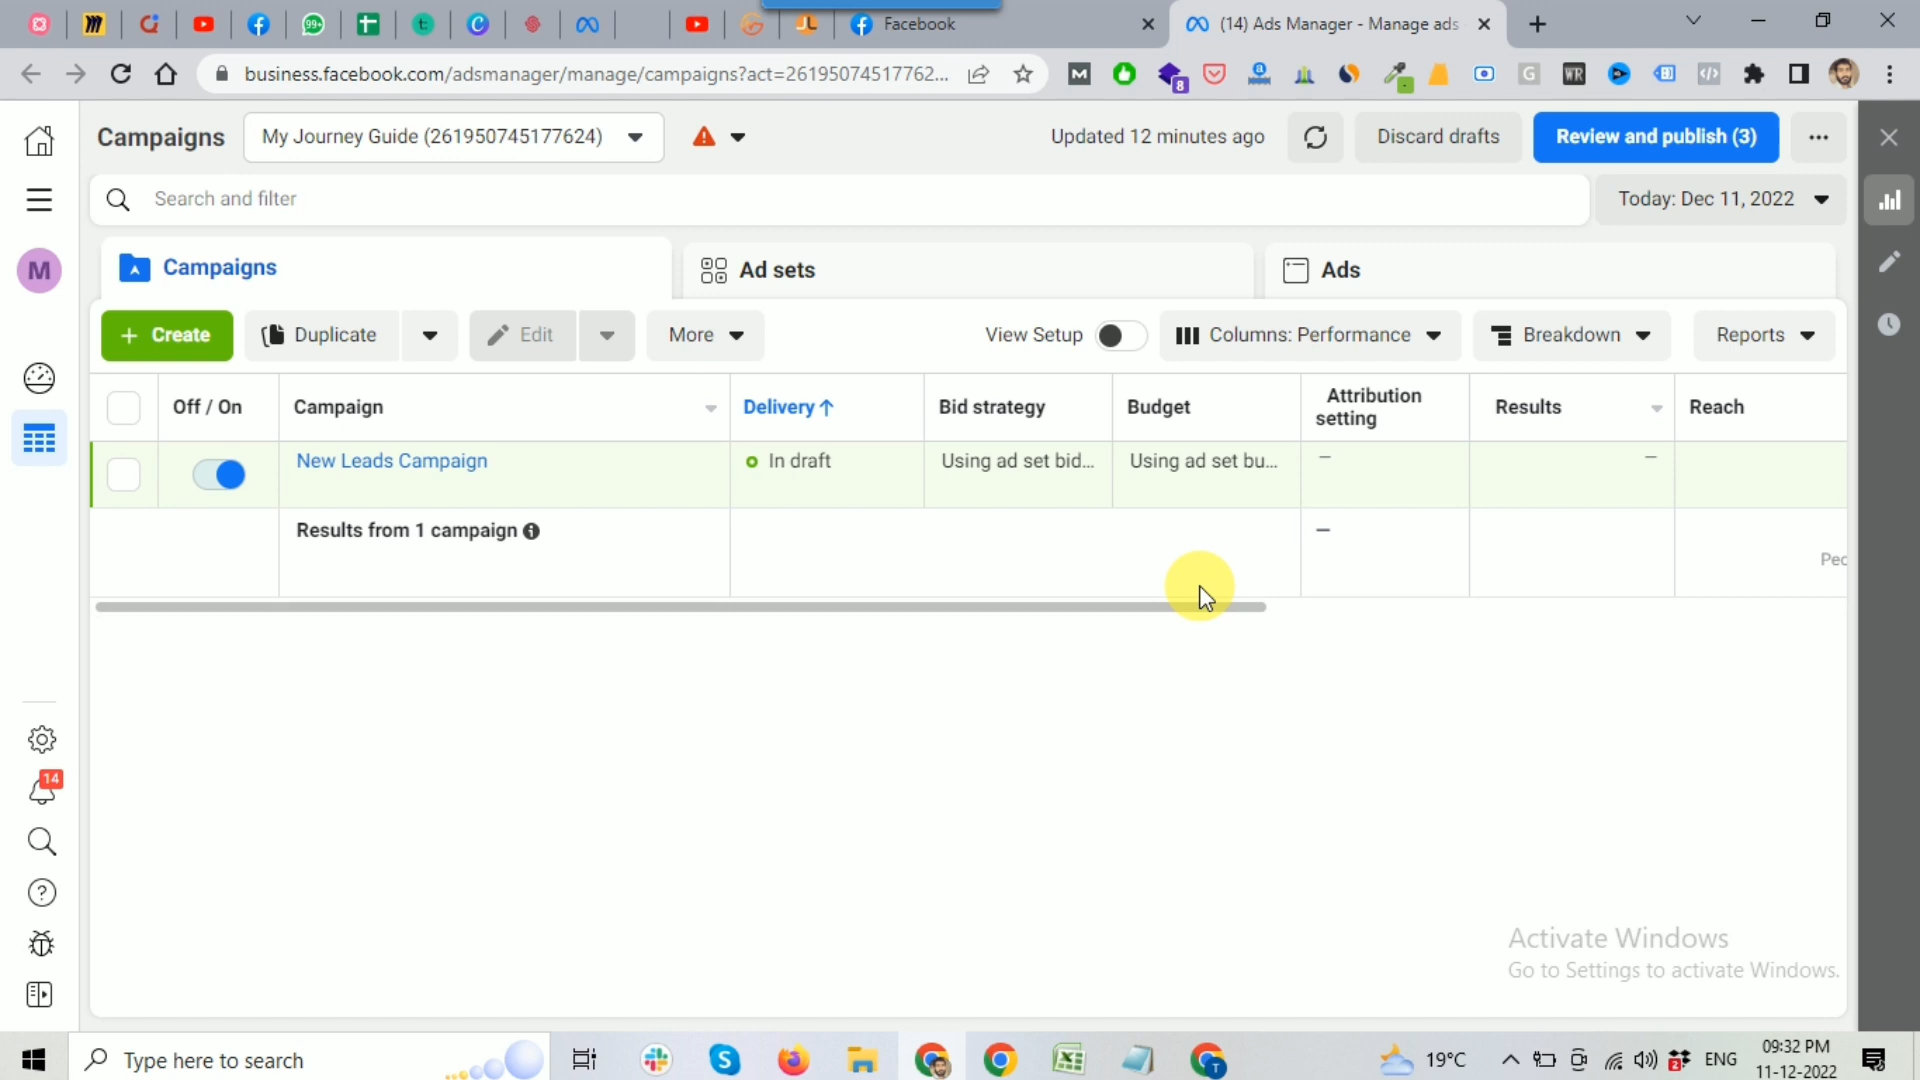 99+
Facebook
(14) Ads Manager - Manage ads
business.facebook.com/adsmanager/manage/campaigns?act=26195074517762...
8
Campaigns
My Journey Guide (261950745177624)
Updated 12 minutes ago
Discard drafts
Review and publish (3)
Search and filter
Today: Dec 11, 2022
M
Campaigns
Ad sets
Ads
+ Create
Duplicate
Edit
More
View Setup
Columns: Performance
Breakdown
Reports
Off / On
Campaign
Delivery ↑
Bid strategy
Budget
Attribution
setting
Results
Reach
New Leads Campaign
In draft
Using ad set bid...
Using ad set bu...
—
—
Results from 1 campaign
—
Pec
14
Activate Windows
Go to Settings to activate Windows.
Type here to search
19°C
ENG
09:32 PM
11-12-2022